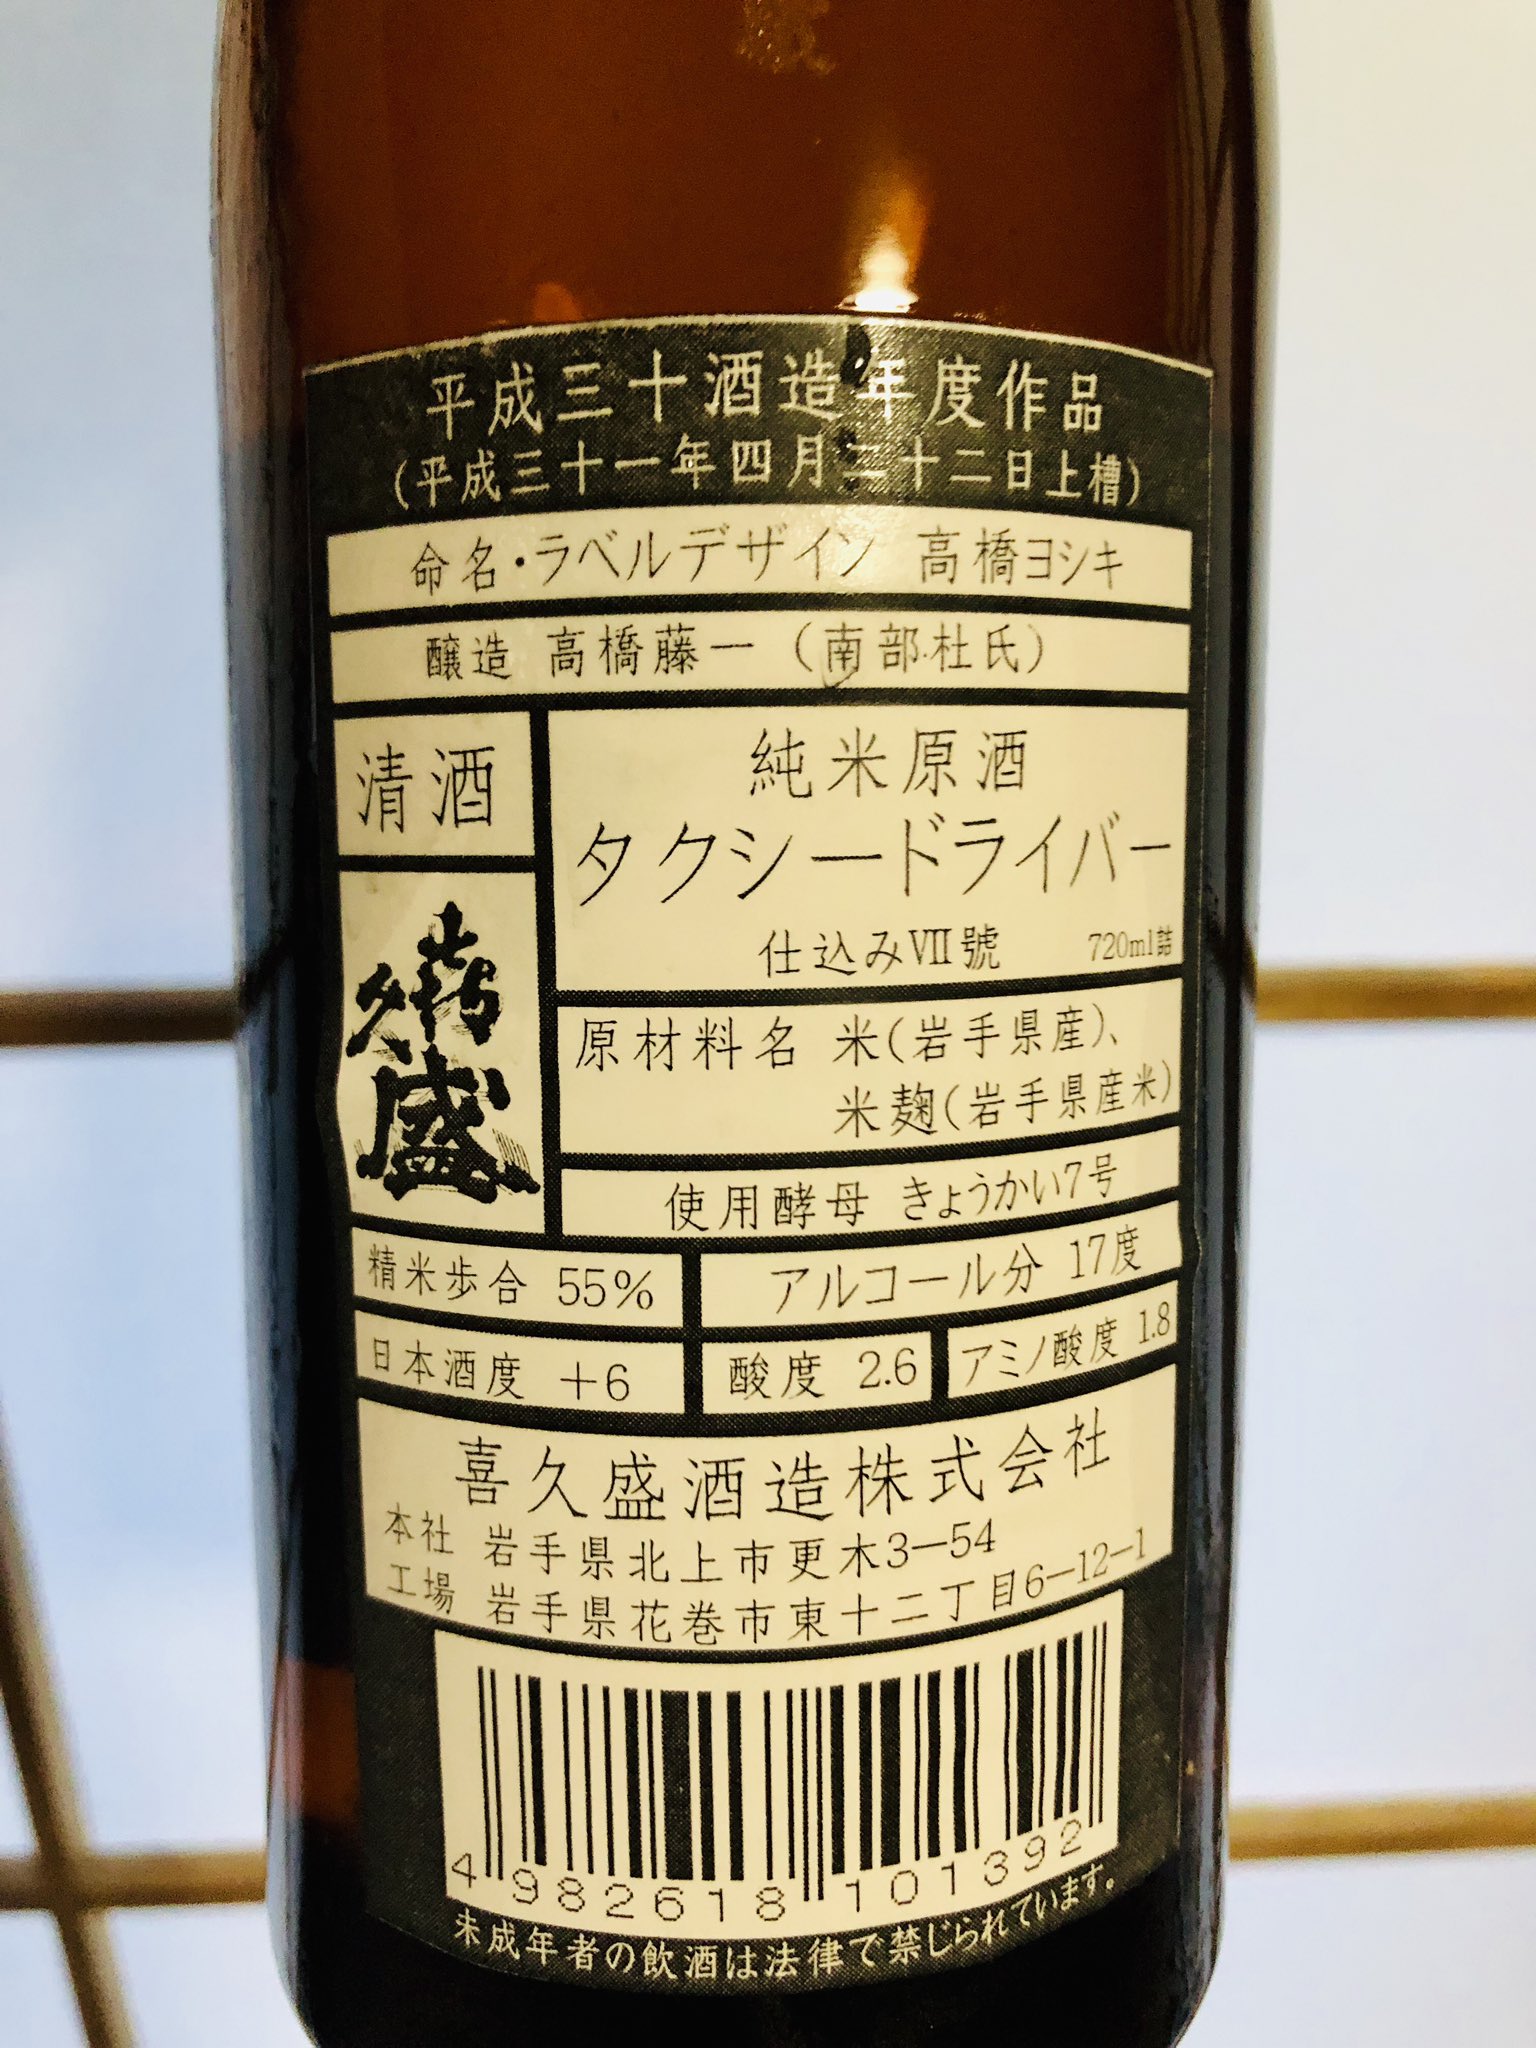 平成三十酒造年度作品
(平成三十一年四月二十二日上槽)
命名・ラベルデザイン 高橋ヨシキ
醸造 高橋藤一 (南部杜氏)
清酒
純米原酒
タクシードライバー
仕込みⅦ號 720ml詰
喜久盛
原材料名 米(岩手県産)、
米麹(岩手県産米)
使用酵母 きょうかい7号
精米歩合 55%
アルコール分 17度
日本酒度 +6
酸度 2.6
アミノ酸度 1.8
喜久盛酒造株式会社
本社 岩手県北上市更木3-54
工場 岩手県花巻市東十二丁目6-12-1
4982618101392
未成年者の飲酒は法律で禁じられています。